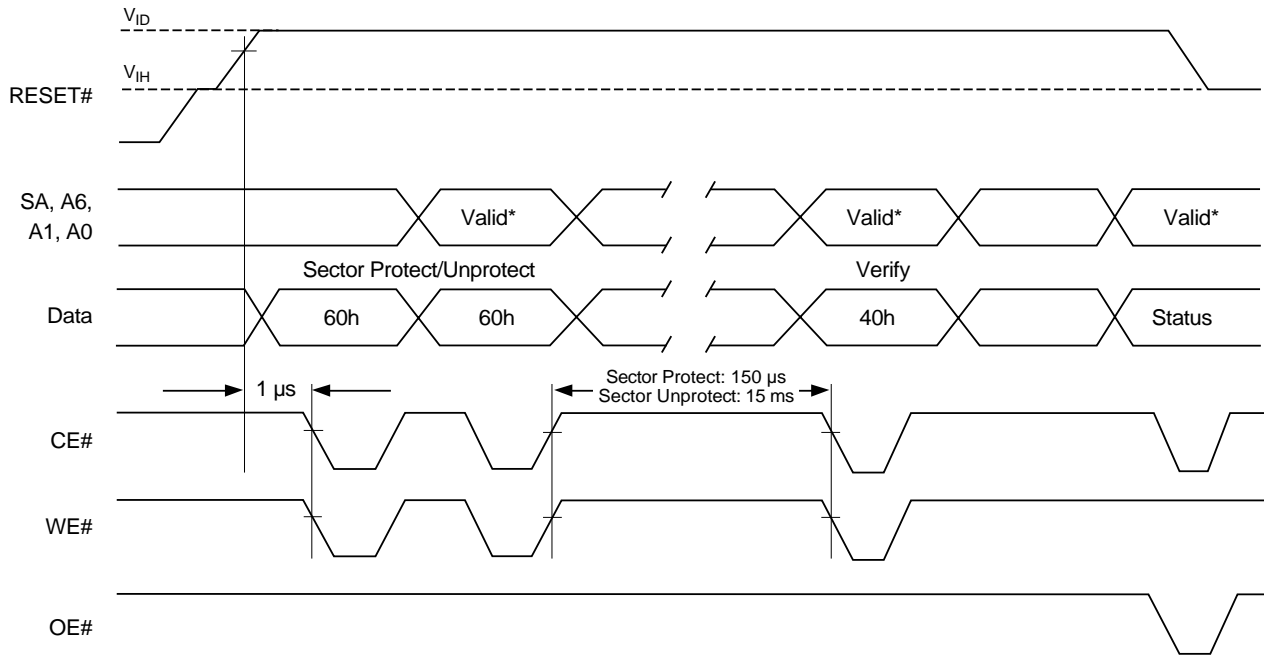 VID
VIH
RESET#
SA, A6,
A1, A0
Valid*
Valid*
Valid*
Sector Protect/Unprotect
Verify
Data
60h
60h
40h
Status
1 µs
Sector Protect: 150 µs
Sector Unprotect: 15 ms
CE#
WE#
OE#